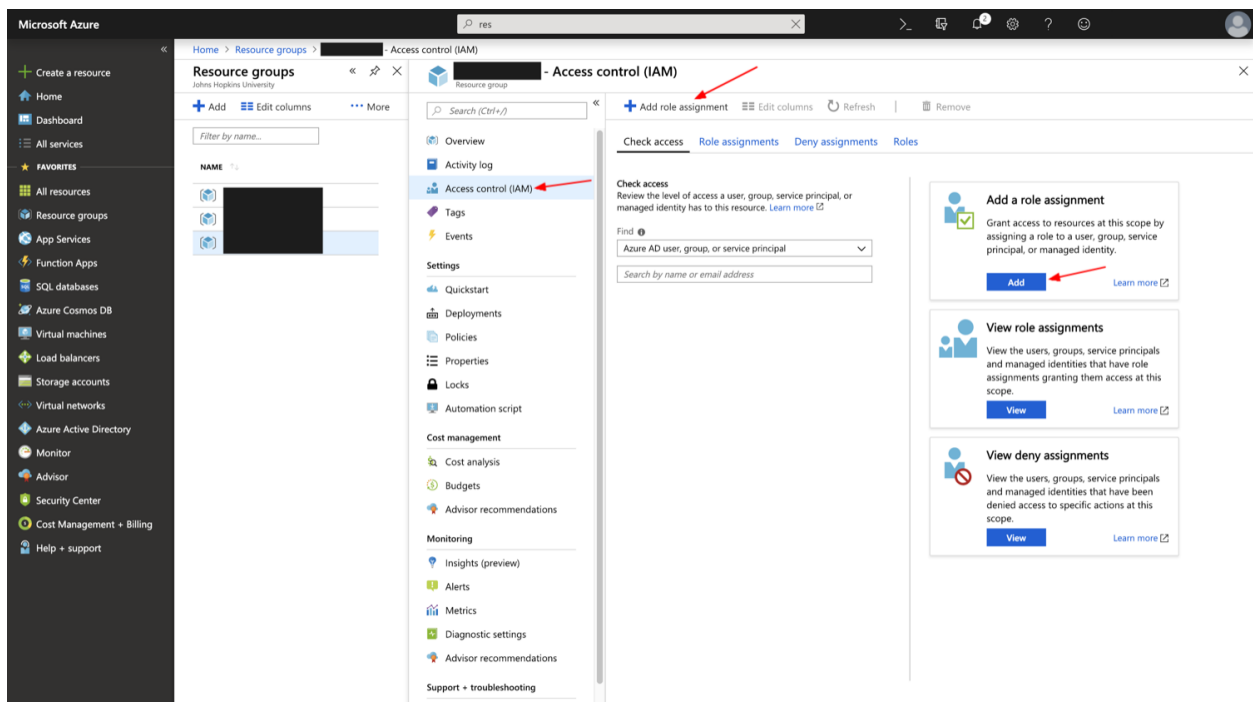 Microsoft Azure
res
2
Create a resource
Home
Dashboard
All services
FAVORITES
All resources
Resource groups
App Services
Function Apps
SQL databases
Azure Cosmos DB
Virtual machines
Load balancers
Storage accounts
Virtual networks
Azure Active Directory
Monitor
Advisor
Security Center
Cost Management + Billing
Help + support
Home > Resource groups > - Access control (IAM)
Resource groups
Johns Hopkins University
Add Edit columns ··· More
Filter by name...
NAME
- Access control (IAM)
Resource group
Search (Ctrl+/)
Overview
Activity log
Access control (IAM)
Tags
Events
Settings
Quickstart
Deployments
Policies
Properties
Locks
Automation script
Cost management
Cost analysis
Budgets
Advisor recommendations
Monitoring
Insights (preview)
Alerts
Metrics
Diagnostic settings
Advisor recommendations
Support + troubleshooting
Add role assignment Edit columns Refresh Remove
Check access Role assignments Deny assignments Roles
Check access
Review the level of access a user, group, service principal, or
managed identity has to this resource. Learn more
Find
Azure AD user, group, or service principal
Search by name or email address
Add a role assignment
Grant access to resources at this scope by
assigning a role to a user, group, service
principal, or managed identity.
Add Learn more
View role assignments
View the users, groups, service principals
and managed identities that have role
assignments granting them access at this
scope.
View Learn more
View deny assignments
View the users, groups, service principals
and managed identities that have been
denied access to specific actions at this
scope.
View Learn more